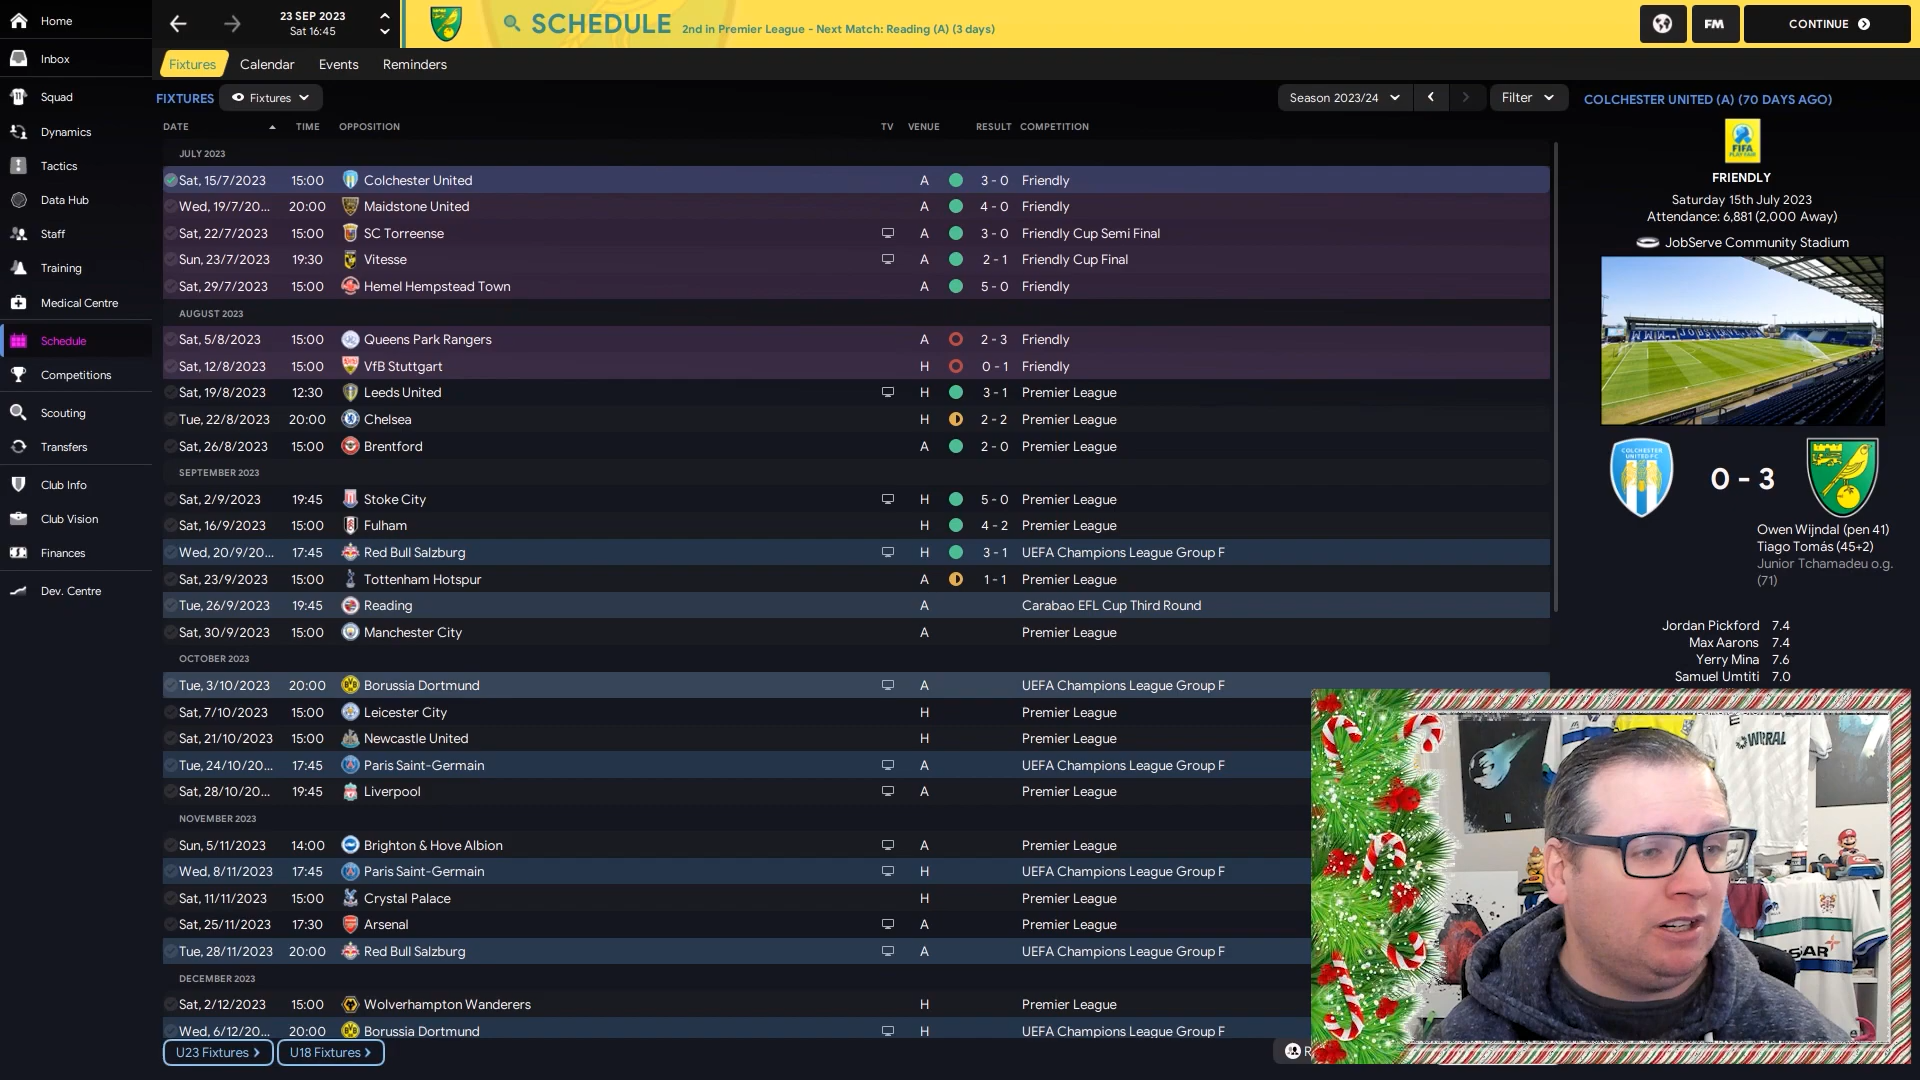 Home
Inbox
Squad
Dynamics
Tactics
Data Hub
Staff
Training
Medical Centre
Schedule
Competitions
Scouting
Transfers
Club Info
Club Vision
Finances
Dev. Centre
23 SEP 2023
Sat 16:45
SCHEDULE
2nd in Premier League - Next Match: Reading (A) (3 days)
FM
CONTINUE
Fixtures Calendar Events Reminders
FIXTURES Fixtures
Season 2023/24 Filter
DATE TIME OPPOSITION TV VENUE RESULT COMPETITION
JULY 2023
Sat, 15/7/2023 15:00 Colchester United A 3 - 0 Friendly
Wed, 19/7/20... 20:00 Maidstone United A 4 - 0 Friendly
Sat, 22/7/2023 15:00 SC Torreense A 3 - 0 Friendly Cup Semi Final
Sun, 23/7/2023 19:30 Vitesse A 2 - 1 Friendly Cup Final
Sat, 29/7/2023 15:00 Hemel Hempstead Town A 5 - 0 Friendly
AUGUST 2023
Sat, 5/8/2023 15:00 Queens Park Rangers A 2 - 3 Friendly
Sat, 12/8/2023 15:00 VfB Stuttgart H 0 - 1 Friendly
Sat, 19/8/2023 12:30 Leeds United H 3 - 1 Premier League
Tue, 22/8/2023 20:00 Chelsea H 2 - 2 Premier League
Sat, 26/8/2023 15:00 Brentford A 2 - 0 Premier League
SEPTEMBER 2023
Sat, 2/9/2023 19:45 Stoke City H 5 - 0 Premier League
Sat, 16/9/2023 15:00 Fulham H 4 - 2 Premier League
Wed, 20/9/20... 17:45 Red Bull Salzburg H 3 - 1 UEFA Champions League Group F
Sat, 23/9/2023 15:00 Tottenham Hotspur A 1 - 1 Premier League
Tue, 26/9/2023 19:45 Reading A Carabao EFL Cup Third Round
Sat, 30/9/2023 15:00 Manchester City A Premier League
OCTOBER 2023
Tue, 3/10/2023 20:00 Borussia Dortmund A UEFA Champions League Group F
Sat, 7/10/2023 15:00 Leicester City H Premier League
Sat, 21/10/2023 15:00 Newcastle United H Premier League
Tue, 24/10/20... 17:45 Paris Saint-Germain A UEFA Champions League Group F
Sat, 28/10/20... 19:45 Liverpool A Premier League
NOVEMBER 2023
Sun, 5/11/2023 14:00 Brighton & Hove Albion A Premier League
Wed, 8/11/2023 17:45 Paris Saint-Germain H UEFA Champions League Group F
Sat, 11/11/2023 15:00 Crystal Palace H Premier League
Sat, 25/11/2023 17:30 Arsenal A Premier League
Tue, 28/11/2023 20:00 Red Bull Salzburg A UEFA Champions League Group F
DECEMBER 2023
Sat, 2/12/2023 15:00 Wolverhampton Wanderers H Premier League
Wed, 6/12/20... 20:00 Borussia Dortmund H UEFA Champions League Group F
U23 Fixtures U18 Fixtures
COLCHESTER UNITED (A) (70 DAYS AGO)
FIFA
FRIENDLY
Saturday 15th July 2023
Attendance: 6,881 (2,000 Away)
JobServe Community Stadium
0 - 3
Owen Wijndal (pen 41)
Tiago Tomás (45+2)
Junior Tchamadeu o.g.
(71)
Jordan Pickford 7.4
Max Aarons 7.4
Yerry Mina 7.6
Samuel Umtiti 7.0
WIRRAL